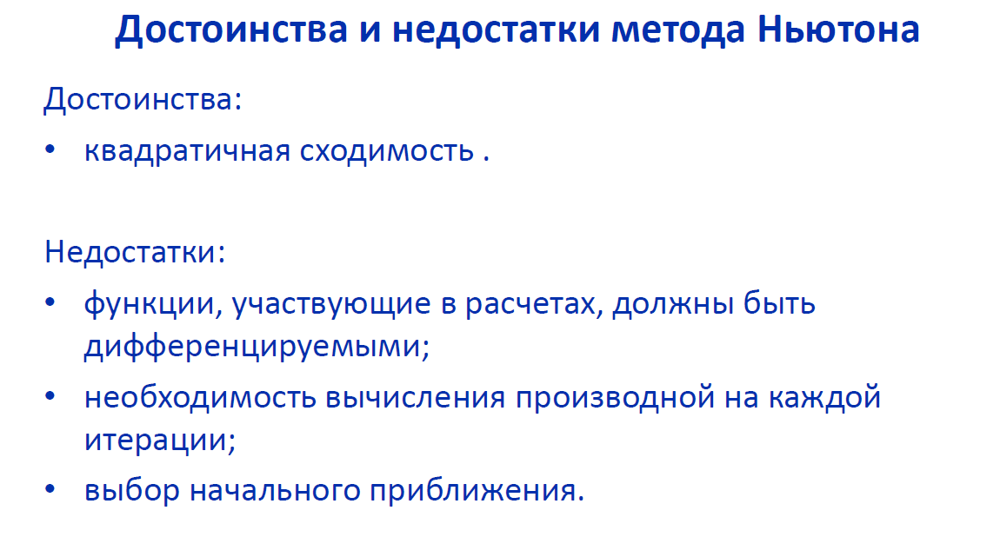 Достоинства и недостатки метода Ньютона
Достоинства:
• квадратичная сходимость .
Недостатки:
• функции, участвующие в расчетах, должны быть
дифференцируемыми;
• необходимость вычисления производной на каждой
итерации;
• выбор начального приближения.